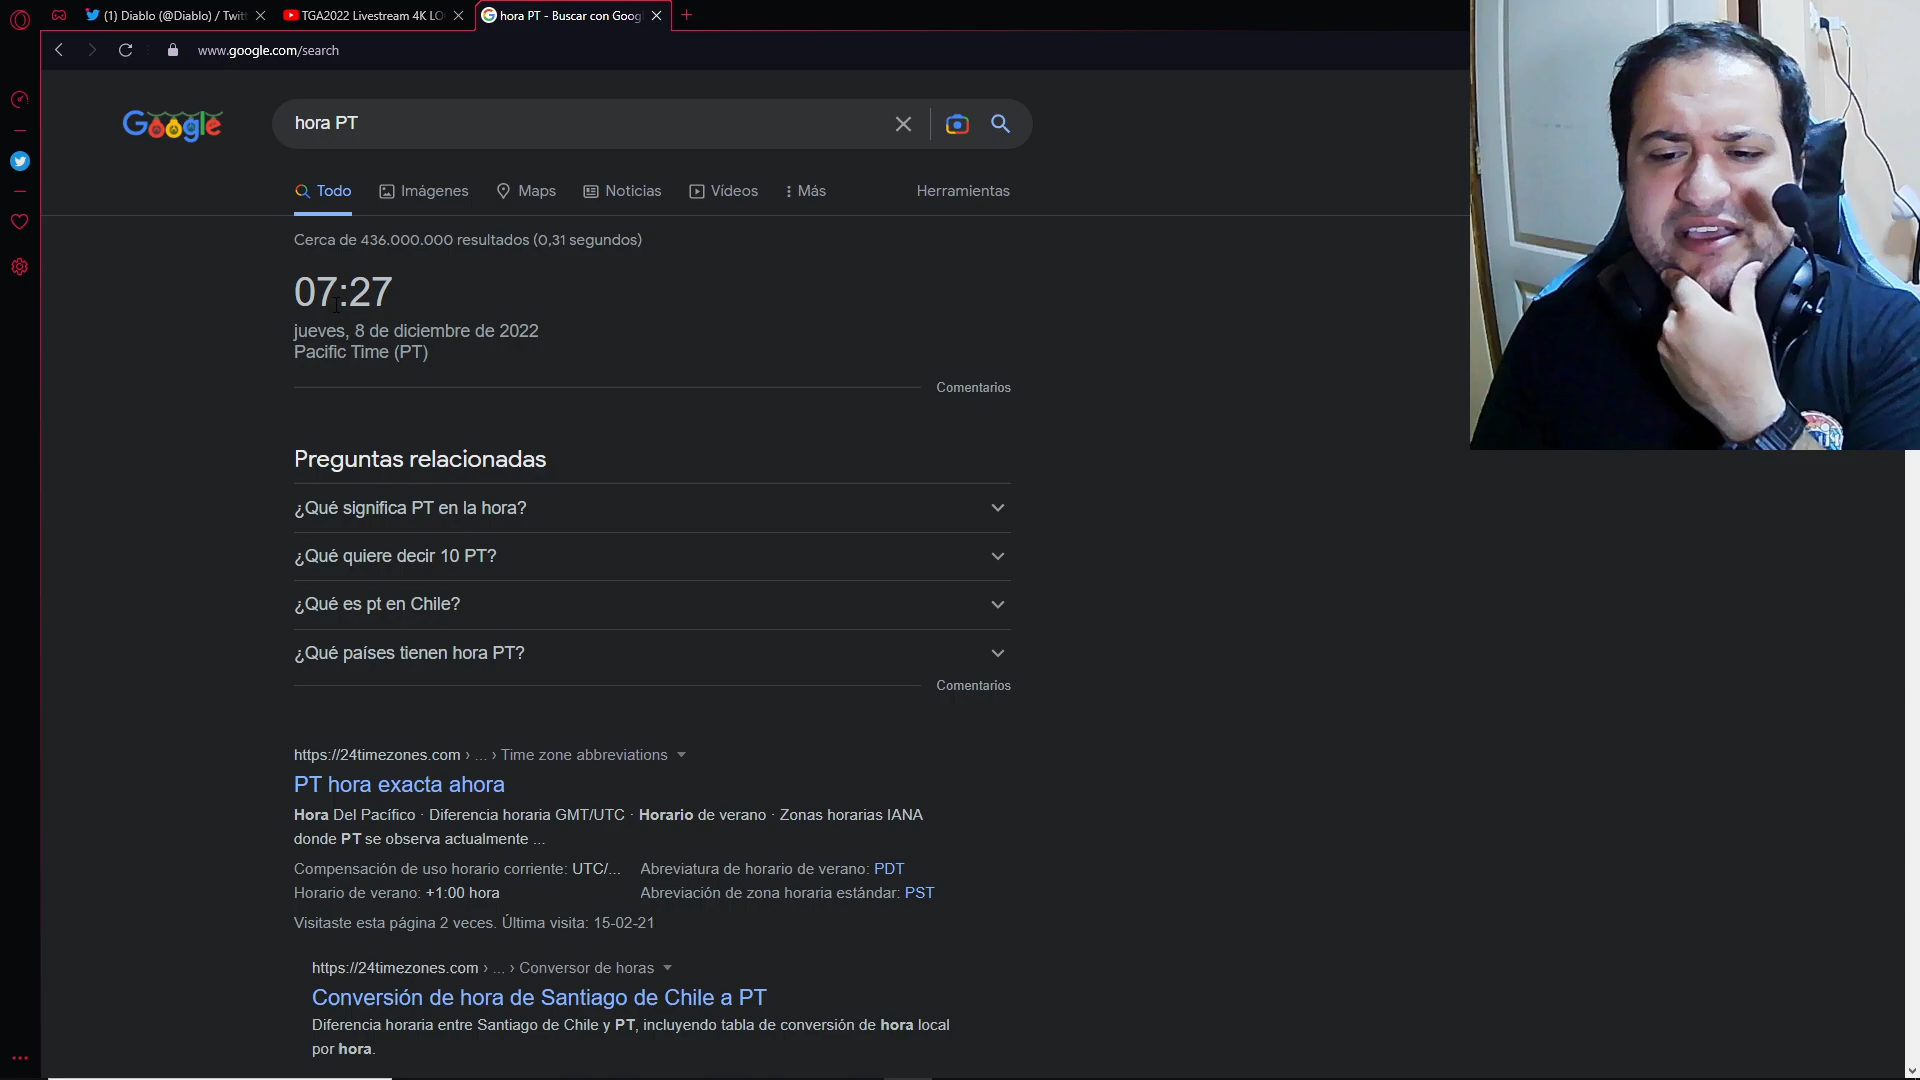 (1) Diablo (@Diablo) / Twit
TGA2022 Livestream 4K LO
hora PT - Buscar con Goog
www.google.com/search
Google
hora PT
Todo
Imágenes
Maps
Noticias
Vídeos
Más
Herramientas
Cerca de 436.000.000 resultados (0,31 segundos)
07:27
jueves, 8 de diciembre de 2022
Pacific Time (PT)
Comentarios
Preguntas relacionadas
¿Qué significa PT en la hora?
¿Qué quiere decir 10 PT?
¿Qué es pt en Chile?
¿Qué países tienen hora PT?
Comentarios
https://24timezones.com › ... › Time zone abbreviations
PT hora exacta ahora
Hora Del Pacífico · Diferencia horaria GMT/UTC · Horario de verano · Zonas horarias IANA
donde PT se observa actualmente ...
Compensación de uso horario corriente: UTC/... Abreviatura de horario de verano: PDT
Horario de verano: +1:00 hora Abreviación de zona horaria estándar: PST
Visitaste esta página 2 veces. Última visita: 15-02-21
https://24timezones.com › ... › Conversor de horas
Conversión de hora de Santiago de Chile a PT
Diferencia horaria entre Santiago de Chile y PT, incluyendo tabla de conversión de hora local
por hora.